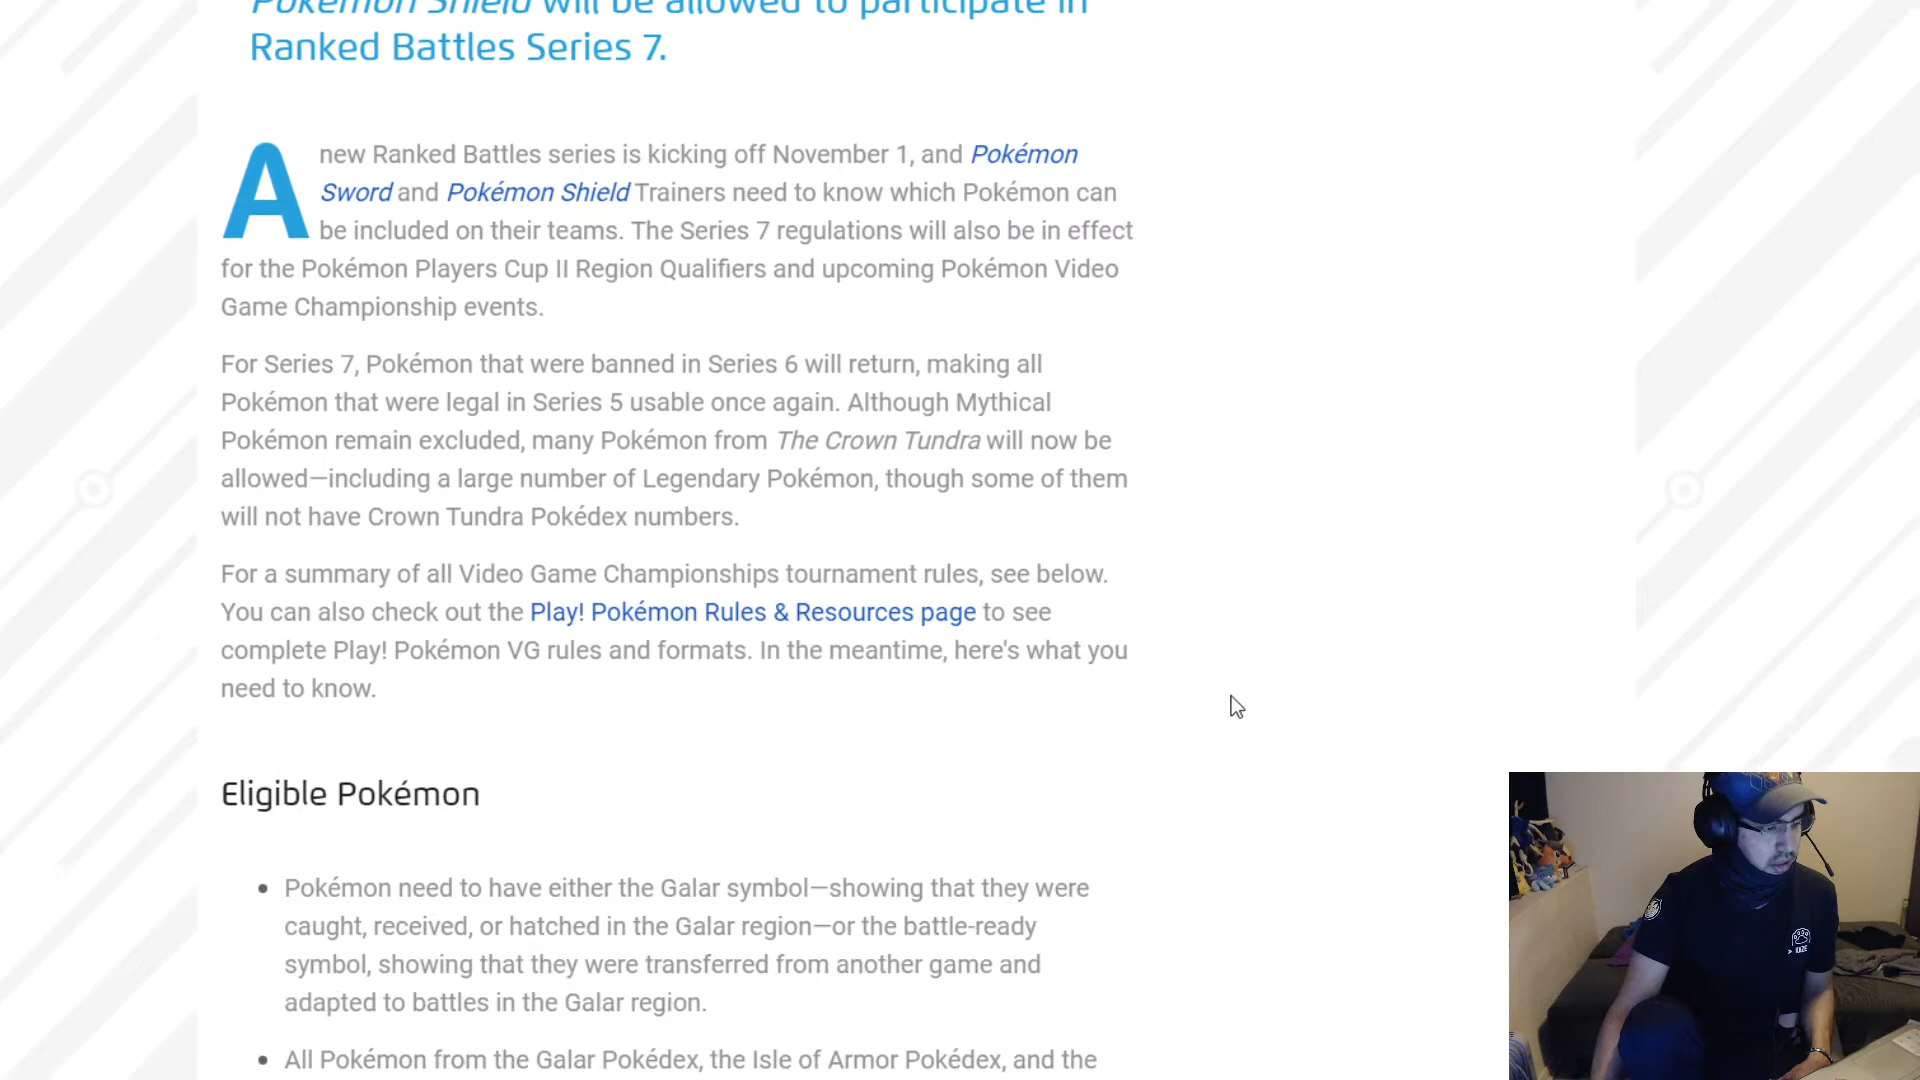 Pokémon Shield will be allowed to participate in
Ranked Battles Series 7.
A new Ranked Battles series is kicking off November 1, and Pokémon
Sword and Pokémon Shield Trainers need to know which Pokémon can
be included on their teams. The Series 7 regulations will also be in effect
for the Pokémon Players Cup II Region Qualifiers and upcoming Pokémon Video
Game Championship events.
For Series 7, Pokémon that were banned in Series 6 will return, making all
Pokémon that were legal in Series 5 usable once again. Although Mythical
Pokémon remain excluded, many Pokémon from The Crown Tundra will now be
allowed—including a large number of Legendary Pokémon, though some of them
will not have Crown Tundra Pokédex numbers.
For a summary of all Video Game Championships tournament rules, see below.
You can also check out the Play! Pokémon Rules & Resources page to see
complete Play! Pokémon VG rules and formats. In the meantime, here's what you
need to know.
Eligible Pokémon
• Pokémon need to have either the Galar symbol—showing that they were
caught, received, or hatched in the Galar region—or the battle-ready
symbol, showing that they were transferred from another game and
adapted to battles in the Galar region.
• All Pokémon from the Galar Pokédex, the Isle of Armor Pokédex, and the